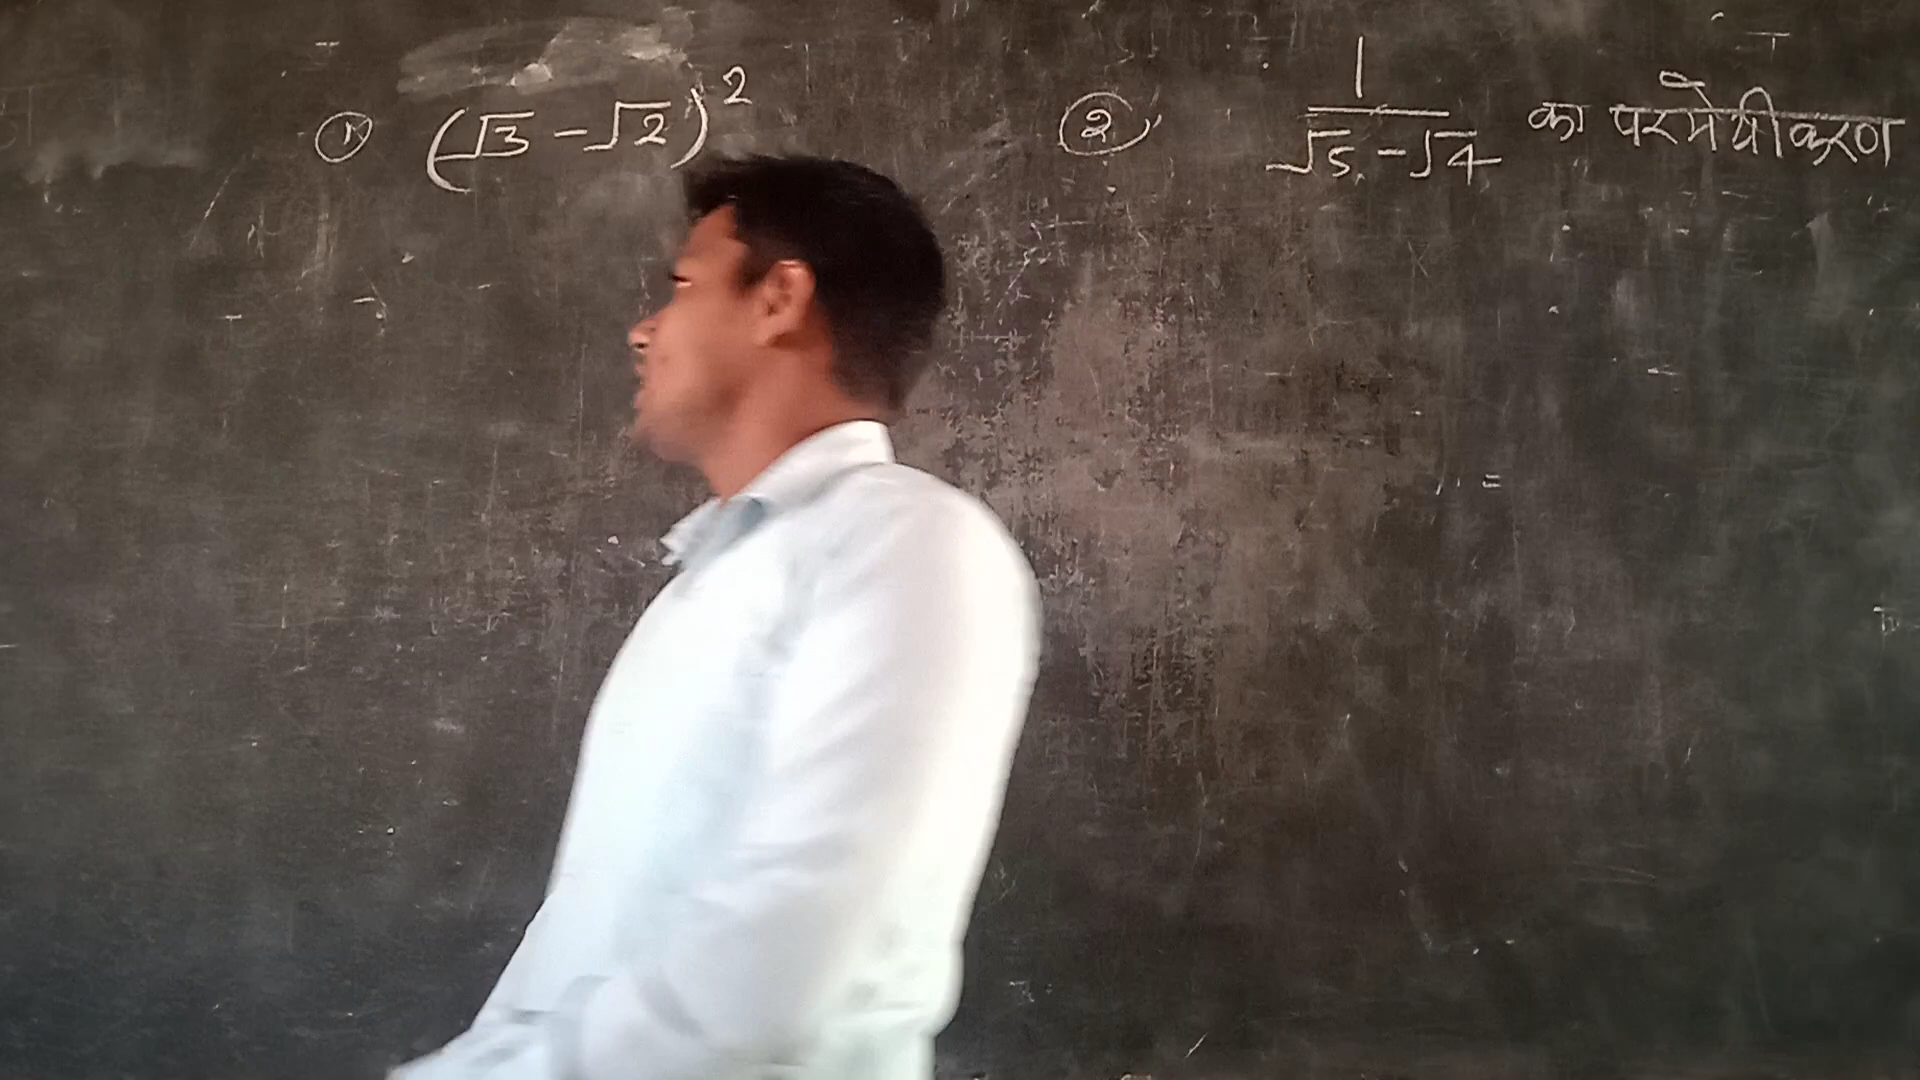 ① (√3 - √2)²
② 1/(√5 - √4) का परमेयीकरण